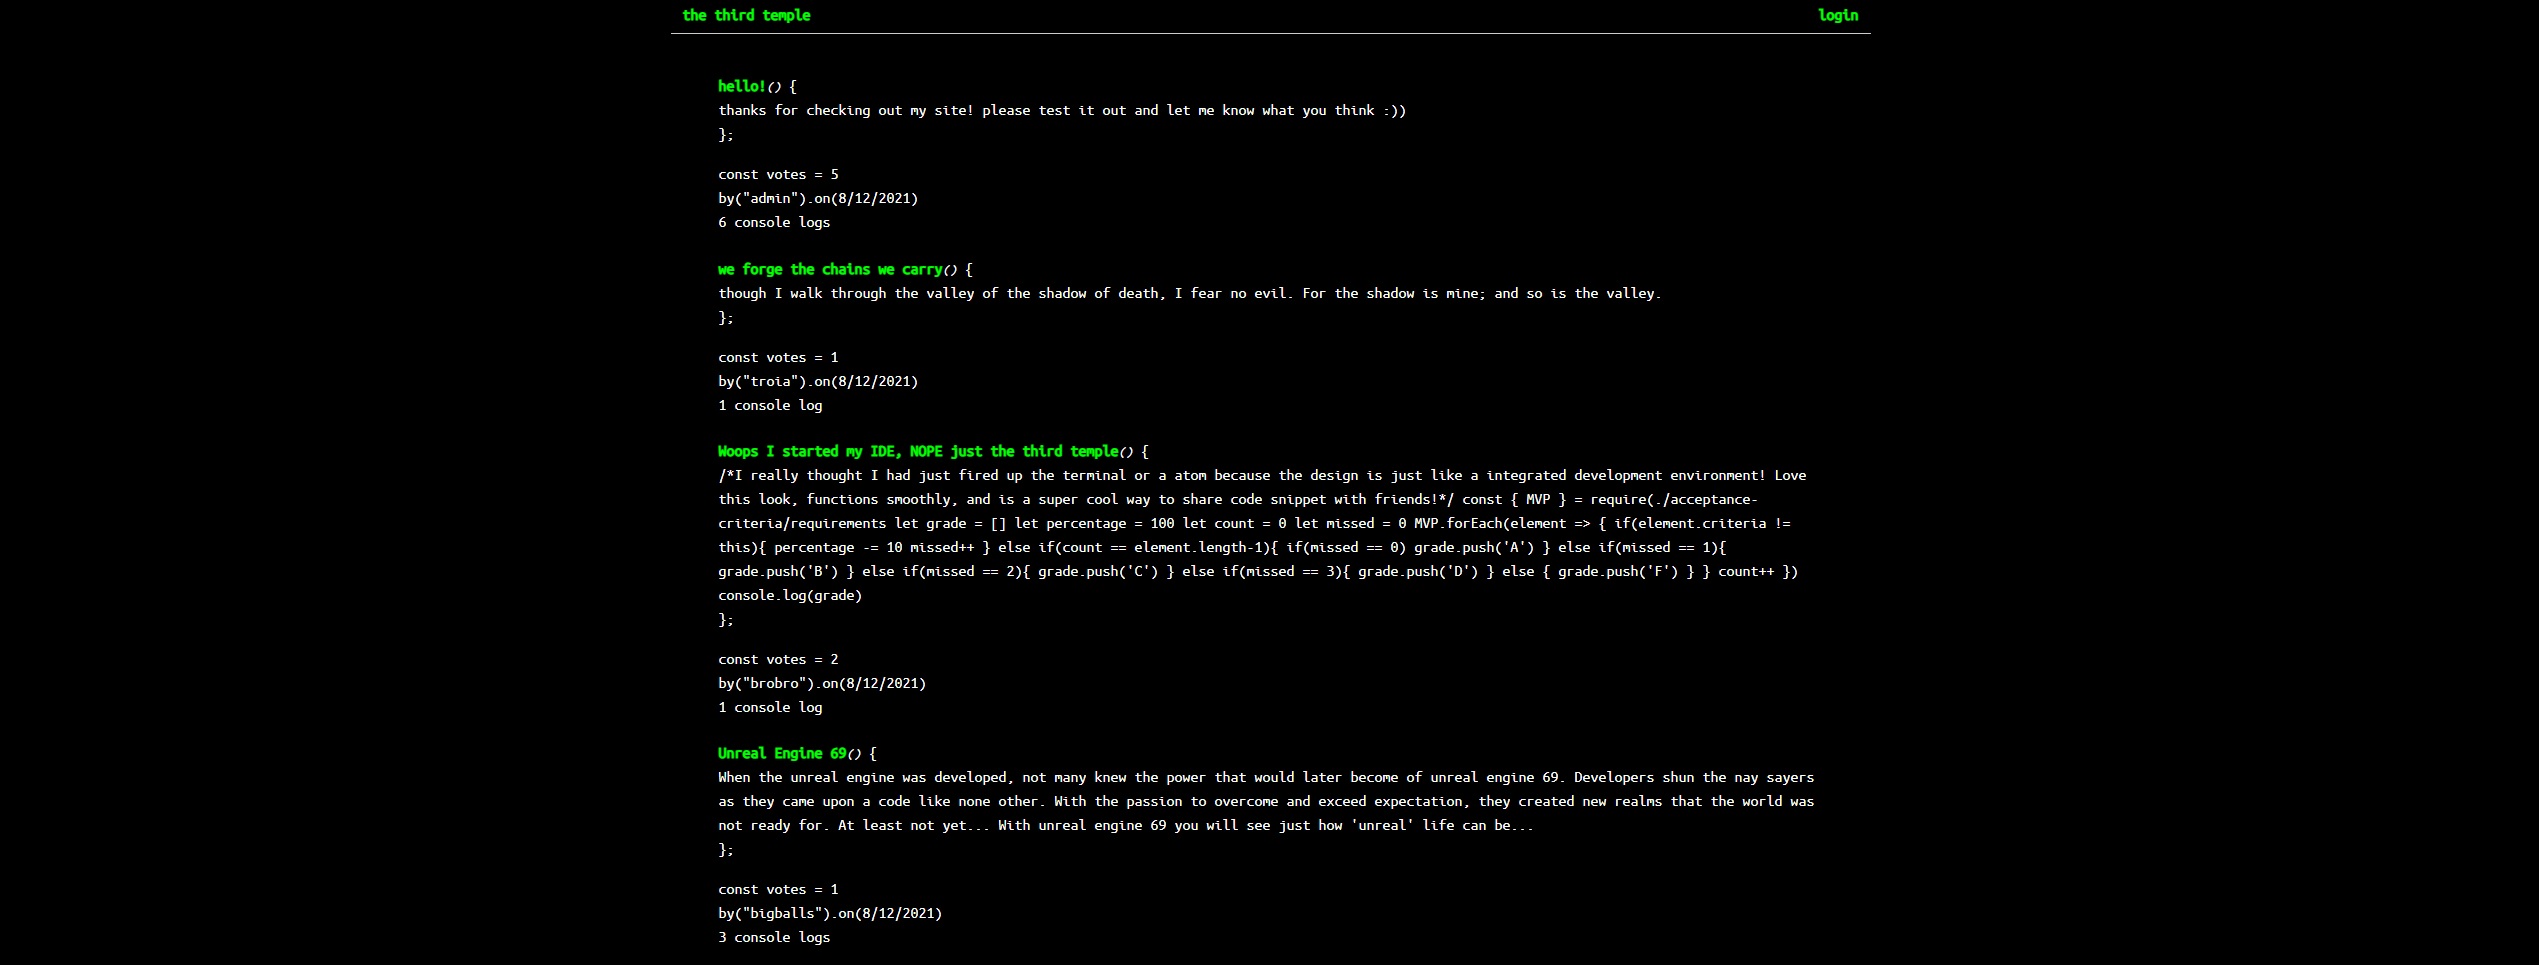 the third temple
login
hello!() {
thanks for checking out my site! please test it out and let me know what you think :))
};
const votes = 5
by("admin").on(8/12/2021)
6 console logs
we forge the chains we carry() {
though I walk through the valley of the shadow of death, I fear no evil. For the shadow is mine; and so is the valley.
};
const votes = 1
by("troia").on(8/12/2021)
1 console log
Woops I started my IDE, NOPE just the third temple() {
/*I really thought I had just fired up the terminal or a atom because the design is just like a integrated development environment! Love
this look, functions smoothly, and is a super cool way to share code snippet with friends!*/ const { MVP } = require(./acceptance-
criteria/requirements let grade = [] let percentage = 100 let count = 0 let missed = 0 MVP.forEach(element => { if(element.criteria !=
this){ percentage -= 10 missed++ } else if(count == element.length-1){ if(missed == 0) grade.push('A') } else if(missed == 1){
grade.push('B') } else if(missed == 2){ grade.push('C') } else if(missed == 3){ grade.push('D') } else { grade.push('F') } } count++ })
console.log(grade)
};
const votes = 2
by("brobro").on(8/12/2021)
1 console log
Unreal Engine 69() {
When the unreal engine was developed, not many knew the power that would later become of unreal engine 69. Developers shun the nay sayers
as they came upon a code like none other. With the passion to overcome and exceed expectation, they created new realms that the world was
not ready for. At least not yet... With unreal engine 69 you will see just how 'unreal' life can be...
};
const votes = 1
by("bigballs").on(8/12/2021)
3 console logs